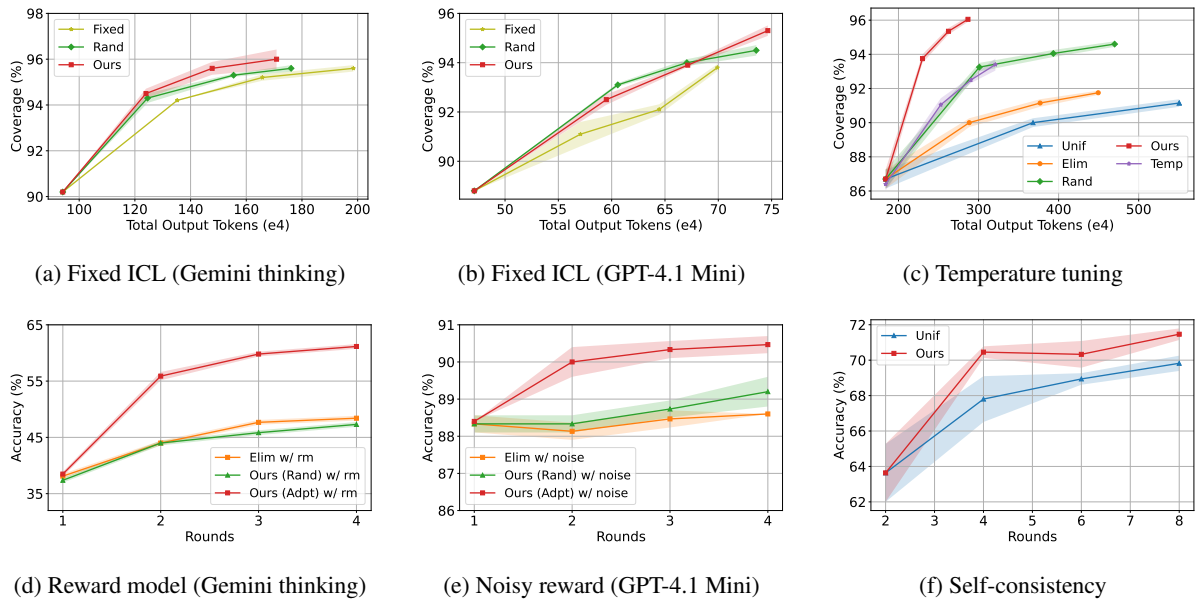 98
96
94
92
90
Coverage (%)
Fixed
Rand
Ours
100 120 140 160 180 200
Total Output Tokens (e4)
(a) Fixed ICL (Gemini thinking)
96
94
92
90
Coverage (%)
Fixed
Rand
Ours
50 55 60 65 70 75
Total Output Tokens (e4)
(b) Fixed ICL (GPT-4.1 Mini)
96
94
92
90
88
86
Coverage (%)
Unif
Elim
Rand
Ours
Temp
200 300 400 500
Total Output Tokens (e4)
(c) Temperature tuning
65
55
45
35
Accuracy (%)
Elim w/ rm
Ours (Rand) w/ rm
Ours (Adpt) w/ rm
1 2 3 4
Rounds
(d) Reward model (Gemini thinking)
91
90
89
88
87
86
Accuracy (%)
Elim w/ noise
Ours (Rand) w/ noise
Ours (Adpt) w/ noise
1 2 3 4
Rounds
(e) Noisy reward (GPT-4.1 Mini)
72
70
68
66
64
62
Accuracy (%)
Unif
Ours
2 3 4 5 6 7 8
Rounds
(f) Self-consistency